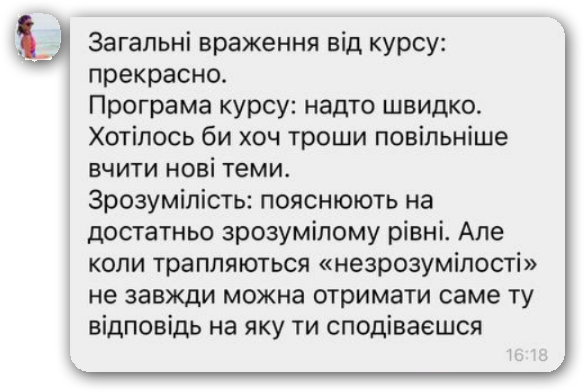 Загальні враження від курсу:
прекрасно.
Програма курсу: надто швидко.
Хотілось би хоч троши повільніше
вчити нові теми.
Зрозумілість: пояснюють на
достатньо зрозумілому рівні. Але
коли трапляються «незрозумілості»
не завжди можна отримати саме ту
відповідь на яку ти сподіваєшся
16:18